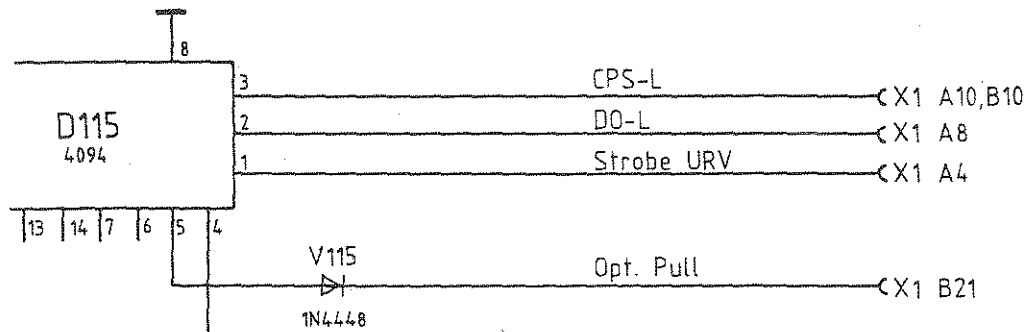 8
3 CPS-L X1 A10,B10
D115
4094
2 DO-L X1 A8
1 Strobe URV X1 A4
13 14 7 6 5 4
V115
Opt. Pull X1 B21
1N4448